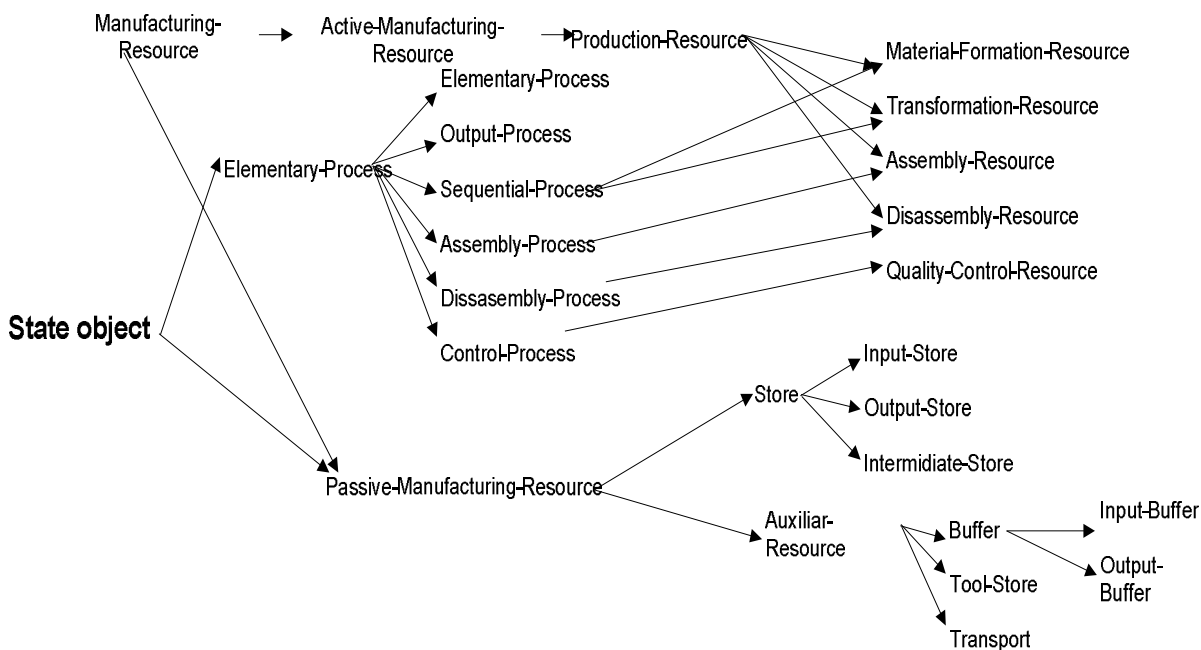 Manufacturing-
Resource
Active-Manufacturing-
Resource
Production-Resource
Material-Formation-Resource
Elementary-Process
Transformation-Resource
Output-Process
Assembly-Resource
Elementary-Process
Sequential-Process
Disassembly-Resource
Assembly-Process
Quality-Control-Resource
Dissasembly-Process
State object
Control-Process
Input-Store
Store
Output-Store
Intermidiate-Store
Passive-Manufacturing-Resource
Auxiliar-
Resource
Buffer
Input-Buffer
Output-
Buffer
Tool-Store
Transport